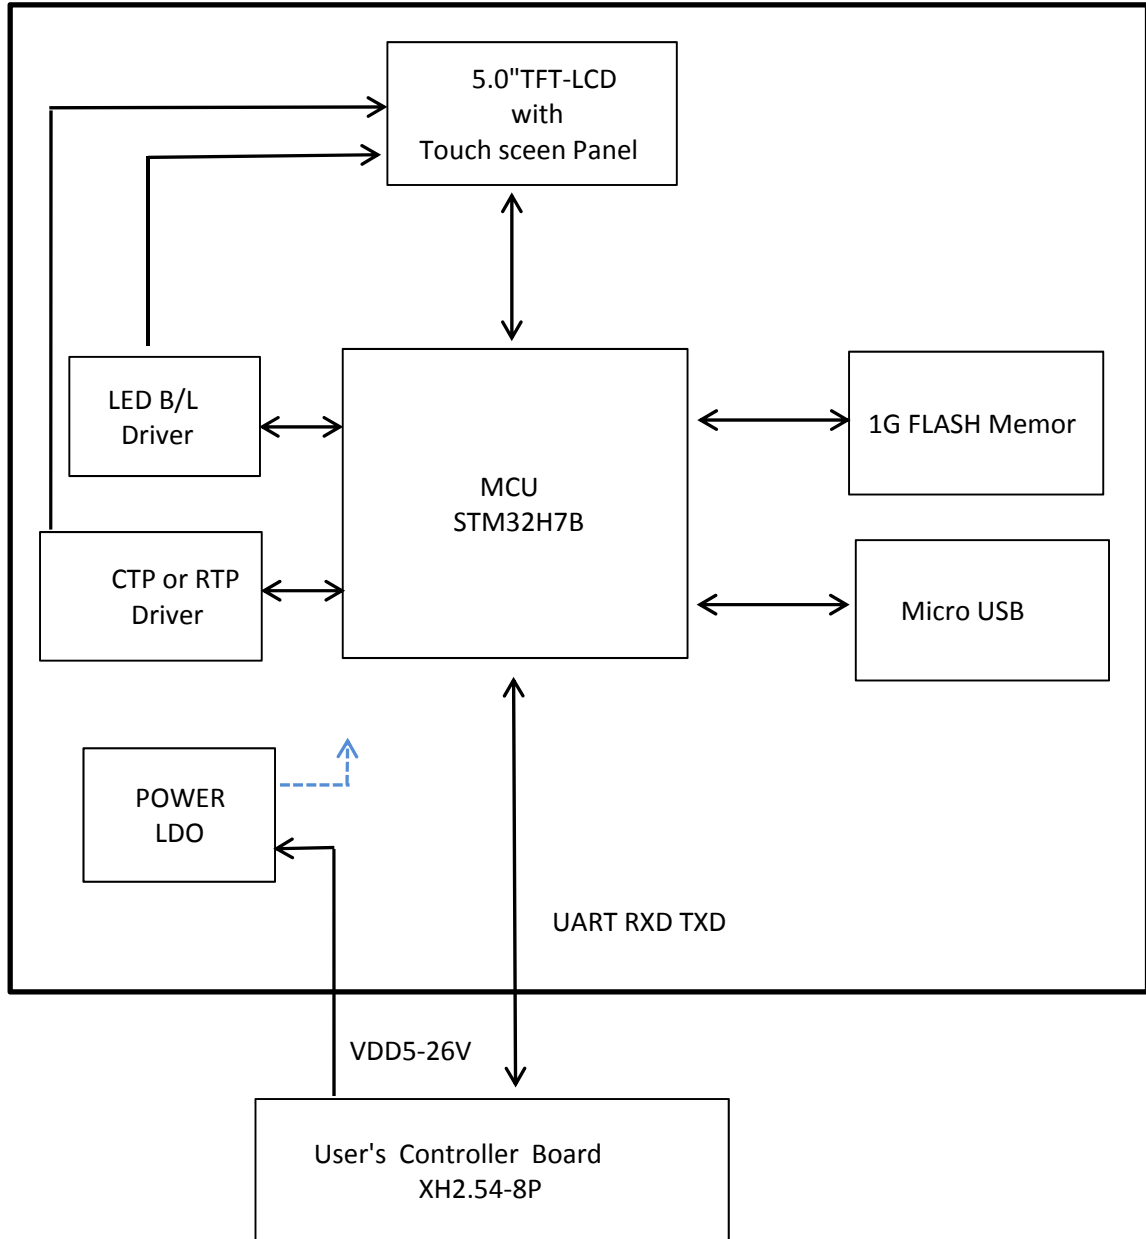 5.0"TFT-LCD
with
Touch sceen Panel
LED B/L
Driver
1G FLASH Memor
MCU
STM32H7B
CTP or RTP
Driver
Micro USB
POWER
LDO
UART RXD TXD
VDD5-26V
User's Controller Board
XH2.54-8P